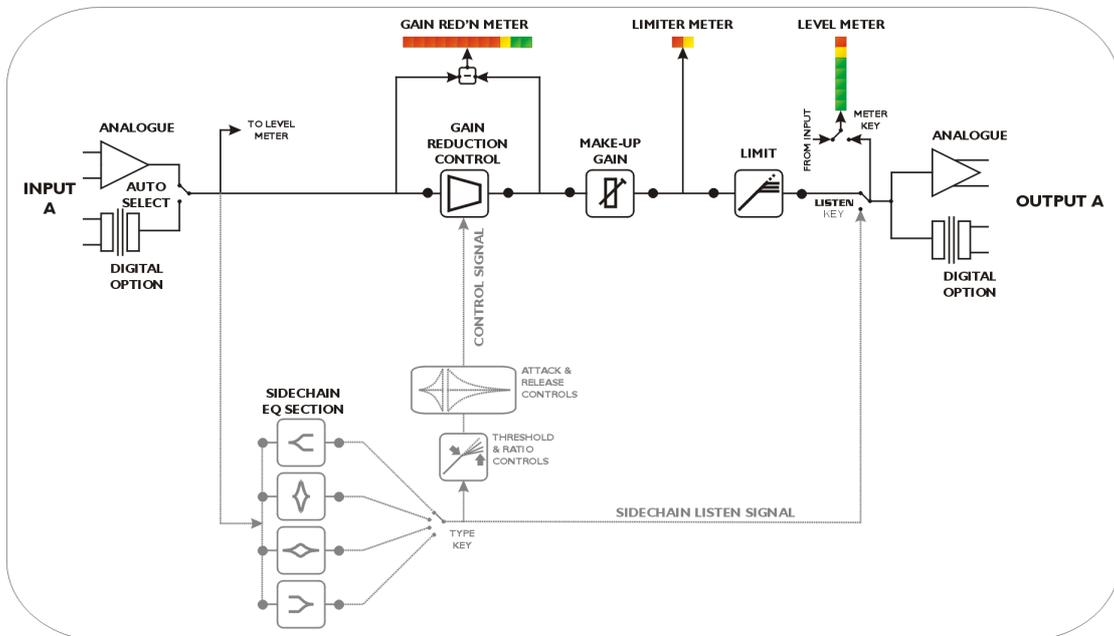 GAIN RED'N METER
LIMITER METER
LEVEL METER
ANALOGUE
TO LEVEL
METER
GAIN
REDUCTION
CONTROL
MAKE-UP
GAIN
LIMIT
FROM INPUT
METER
KEY
ANALOGUE
INPUT
A
AUTO
SELECT
LISTEN
KEY
OUTPUT A
DIGITAL
OPTION
DIGITAL
OPTION
CONTROL SIGNAL
ATTACK &
RELEASE
CONTROLS
SIDECHAIN
EQ SECTION
THRESHOLD
& RATIO
CONTROLS
SIDECHAIN LISTEN SIGNAL
TYPE
KEY